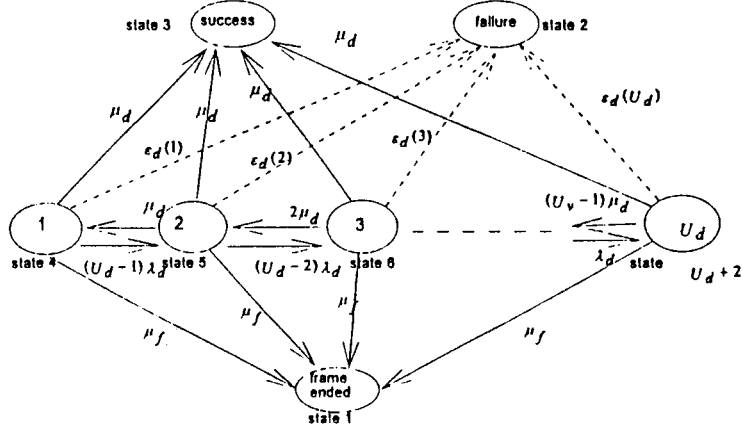 state 3
success
failure
state 2
μ_d
μ_d
μ_d
μ_d
ε_d(1)
ε_d(2)
ε_d(3)
ε_d(U_d)
1
μ_d
2
2μ_d
3
(U_v−1)μ_d
U_d
state 4
(U_d−1)λ_d
state 5
(U_d−2)λ_d
state 6
λ_d
state
U_d+2
μ_f
μ_f
μ_f
μ_f
frame
ended
state 1